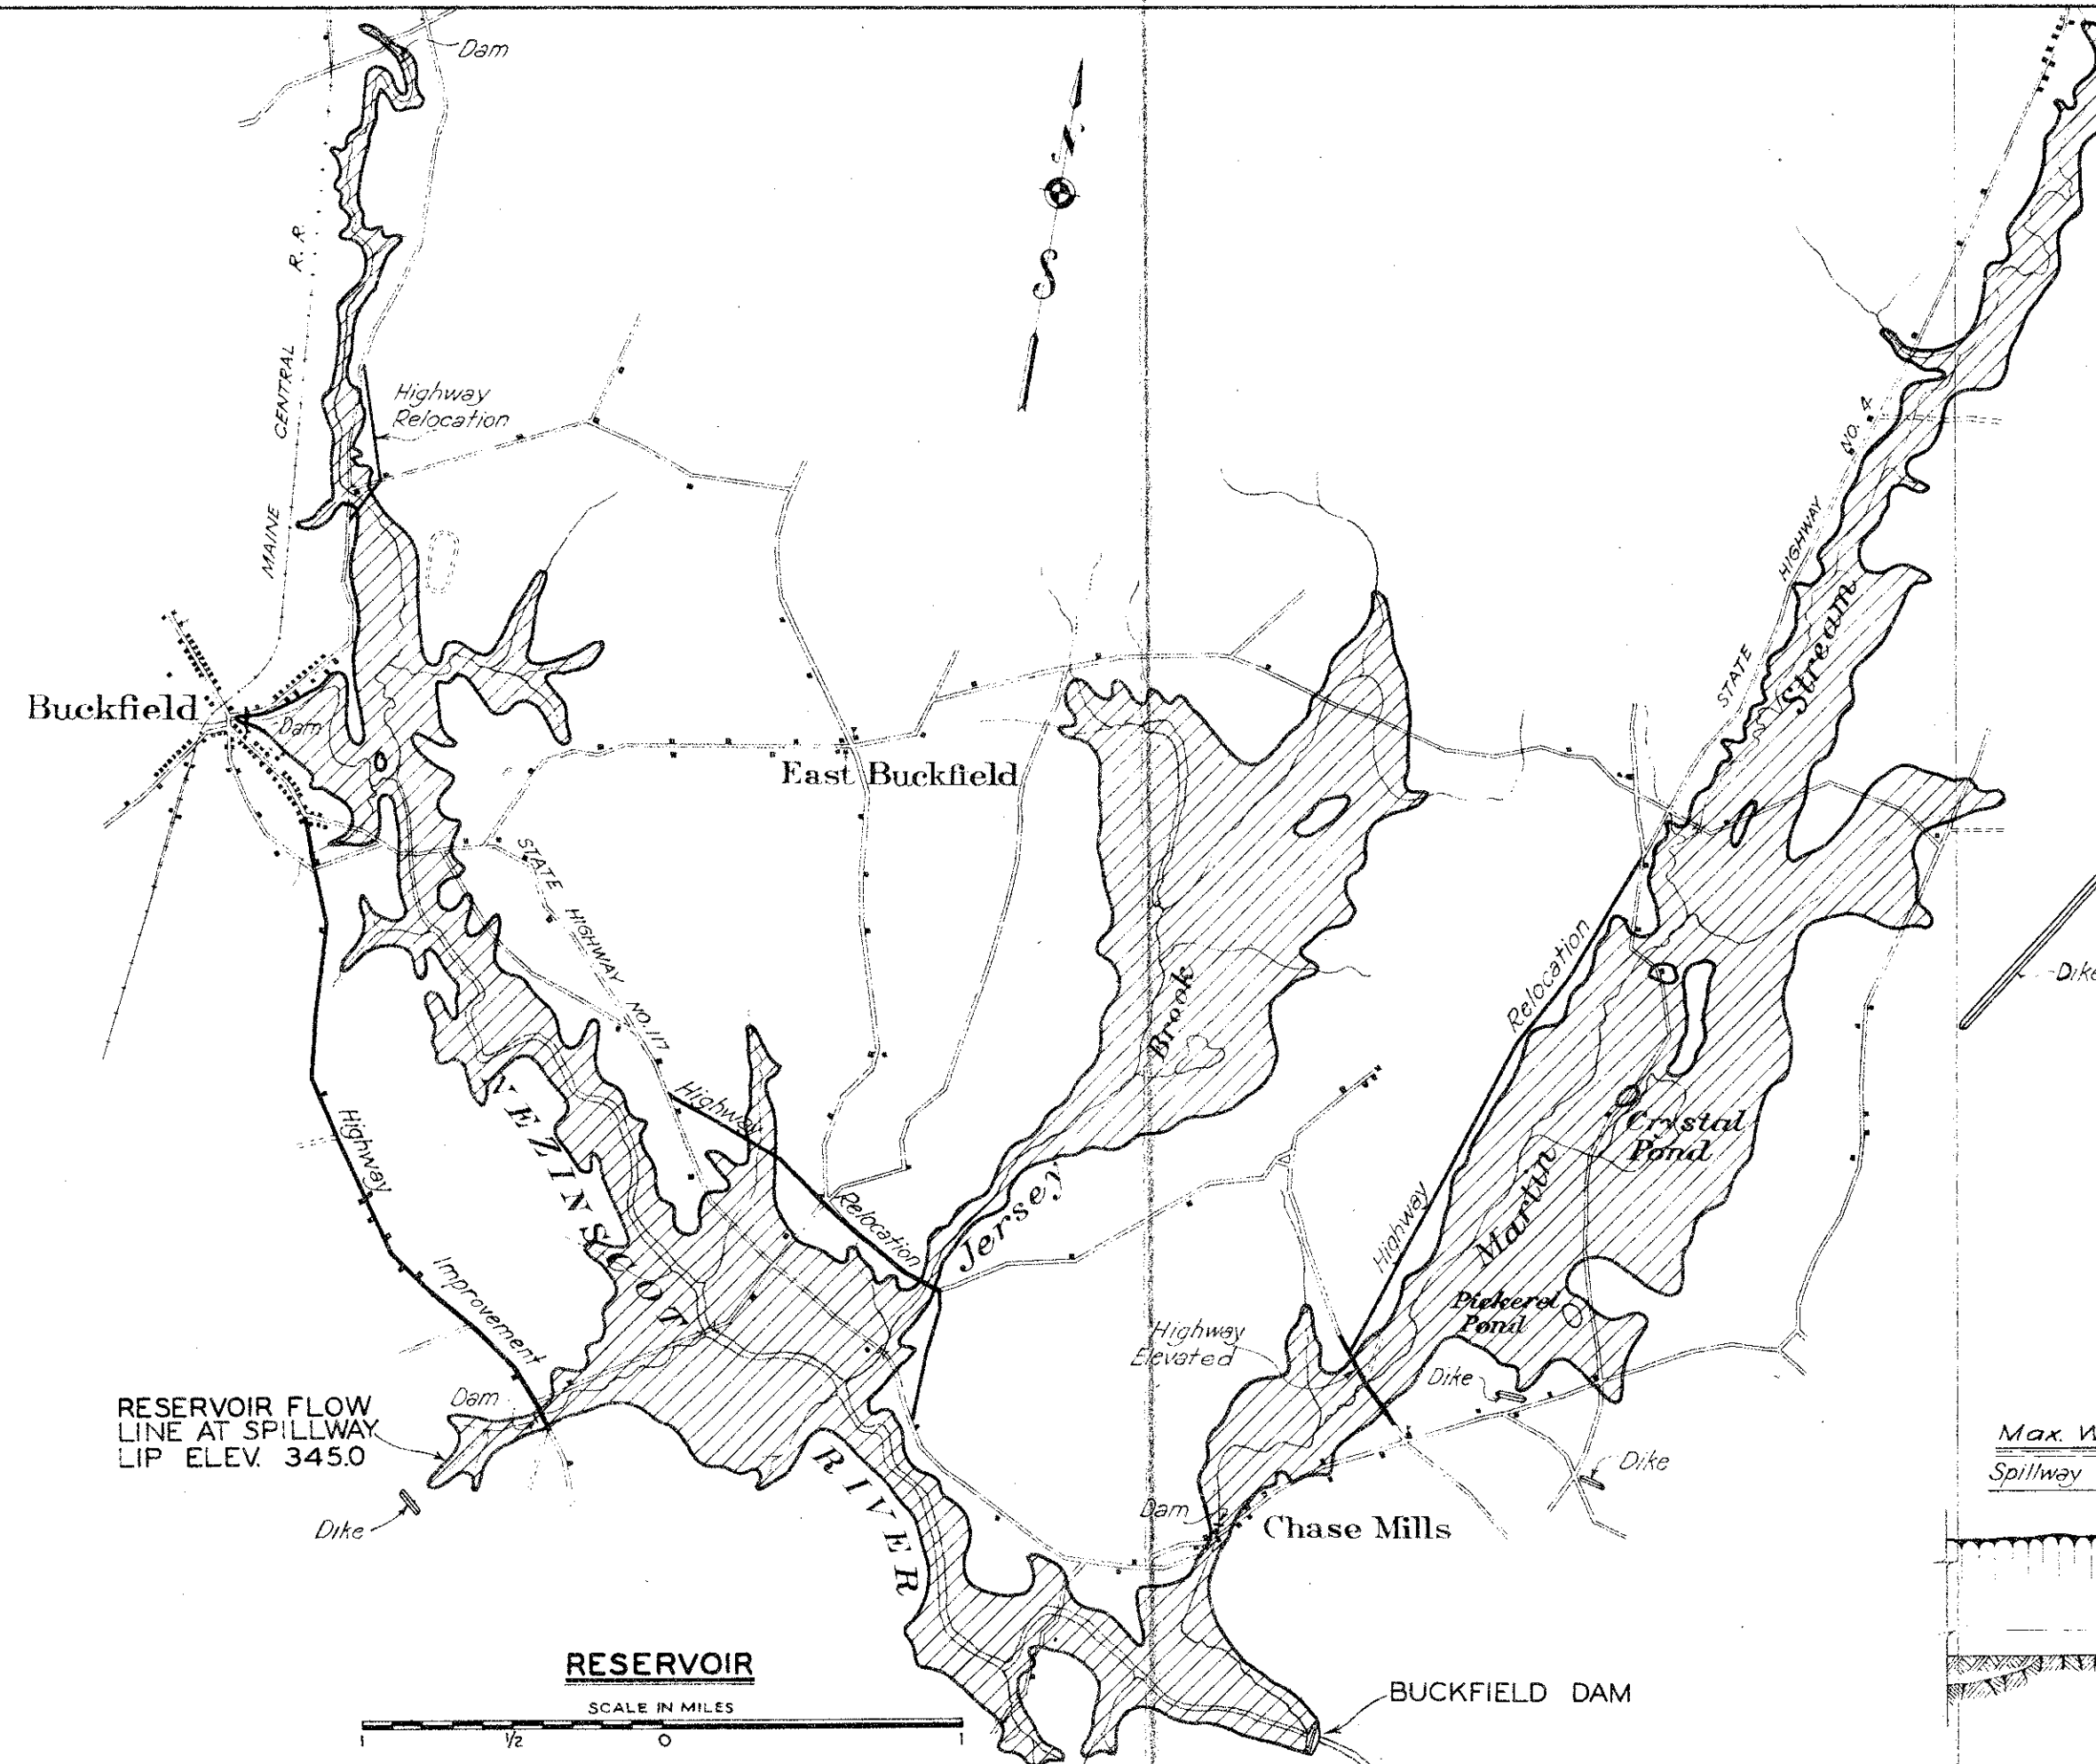 Dam
N
S
MAINE CENTRAL R. R.
Highway
Relocation
STATE HIGHWAY NO. 4
Stream
Buckfield
Dam
East Buckfield
STATE HIGHWAY NO. 117
Relocation
Dike
Brook
Highway
Highway
Crystal
Pond
Martin
NEZINSCOT
Relocation
Jersey
Highway
Improvement
Pickerel
Pond
Highway
Elevated
Dike
Dam
RESERVOIR FLOW
LINE AT SPILLWAY
LIP ELEV. 345.0
RIVER
Max. W
Spillway
Dike
Dike
Dam
Chase Mills
RESERVOIR
SCALE IN MILES
1 1/2 0 1
BUCKFIELD DAM